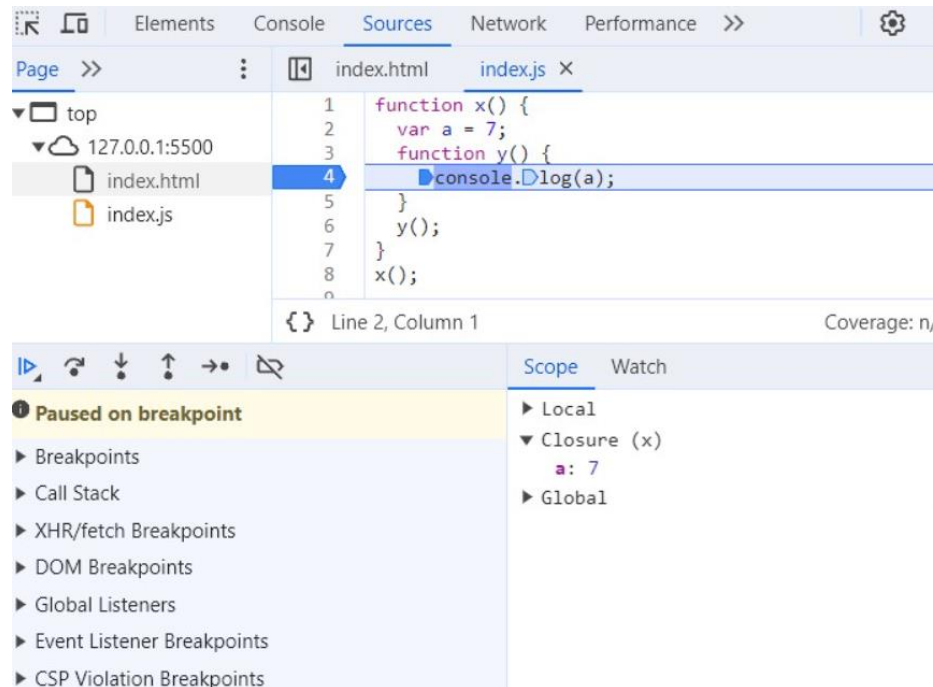 Elements Console Sources Network Performance >>
Page >> index.html index.js ×
top
127.0.0.1:5500
index.html
index.js
1 function x() {
2 var a = 7;
3 function y() {
4 console.log(a);
5 }
6 y();
7 }
8 x();
{} Line 2, Column 1 Coverage: n/
Paused on breakpoint
Breakpoints
Call Stack
XHR/fetch Breakpoints
DOM Breakpoints
Global Listeners
Event Listener Breakpoints
CSP Violation Breakpoints
Scope Watch
Local
Closure (x)
a: 7
Global